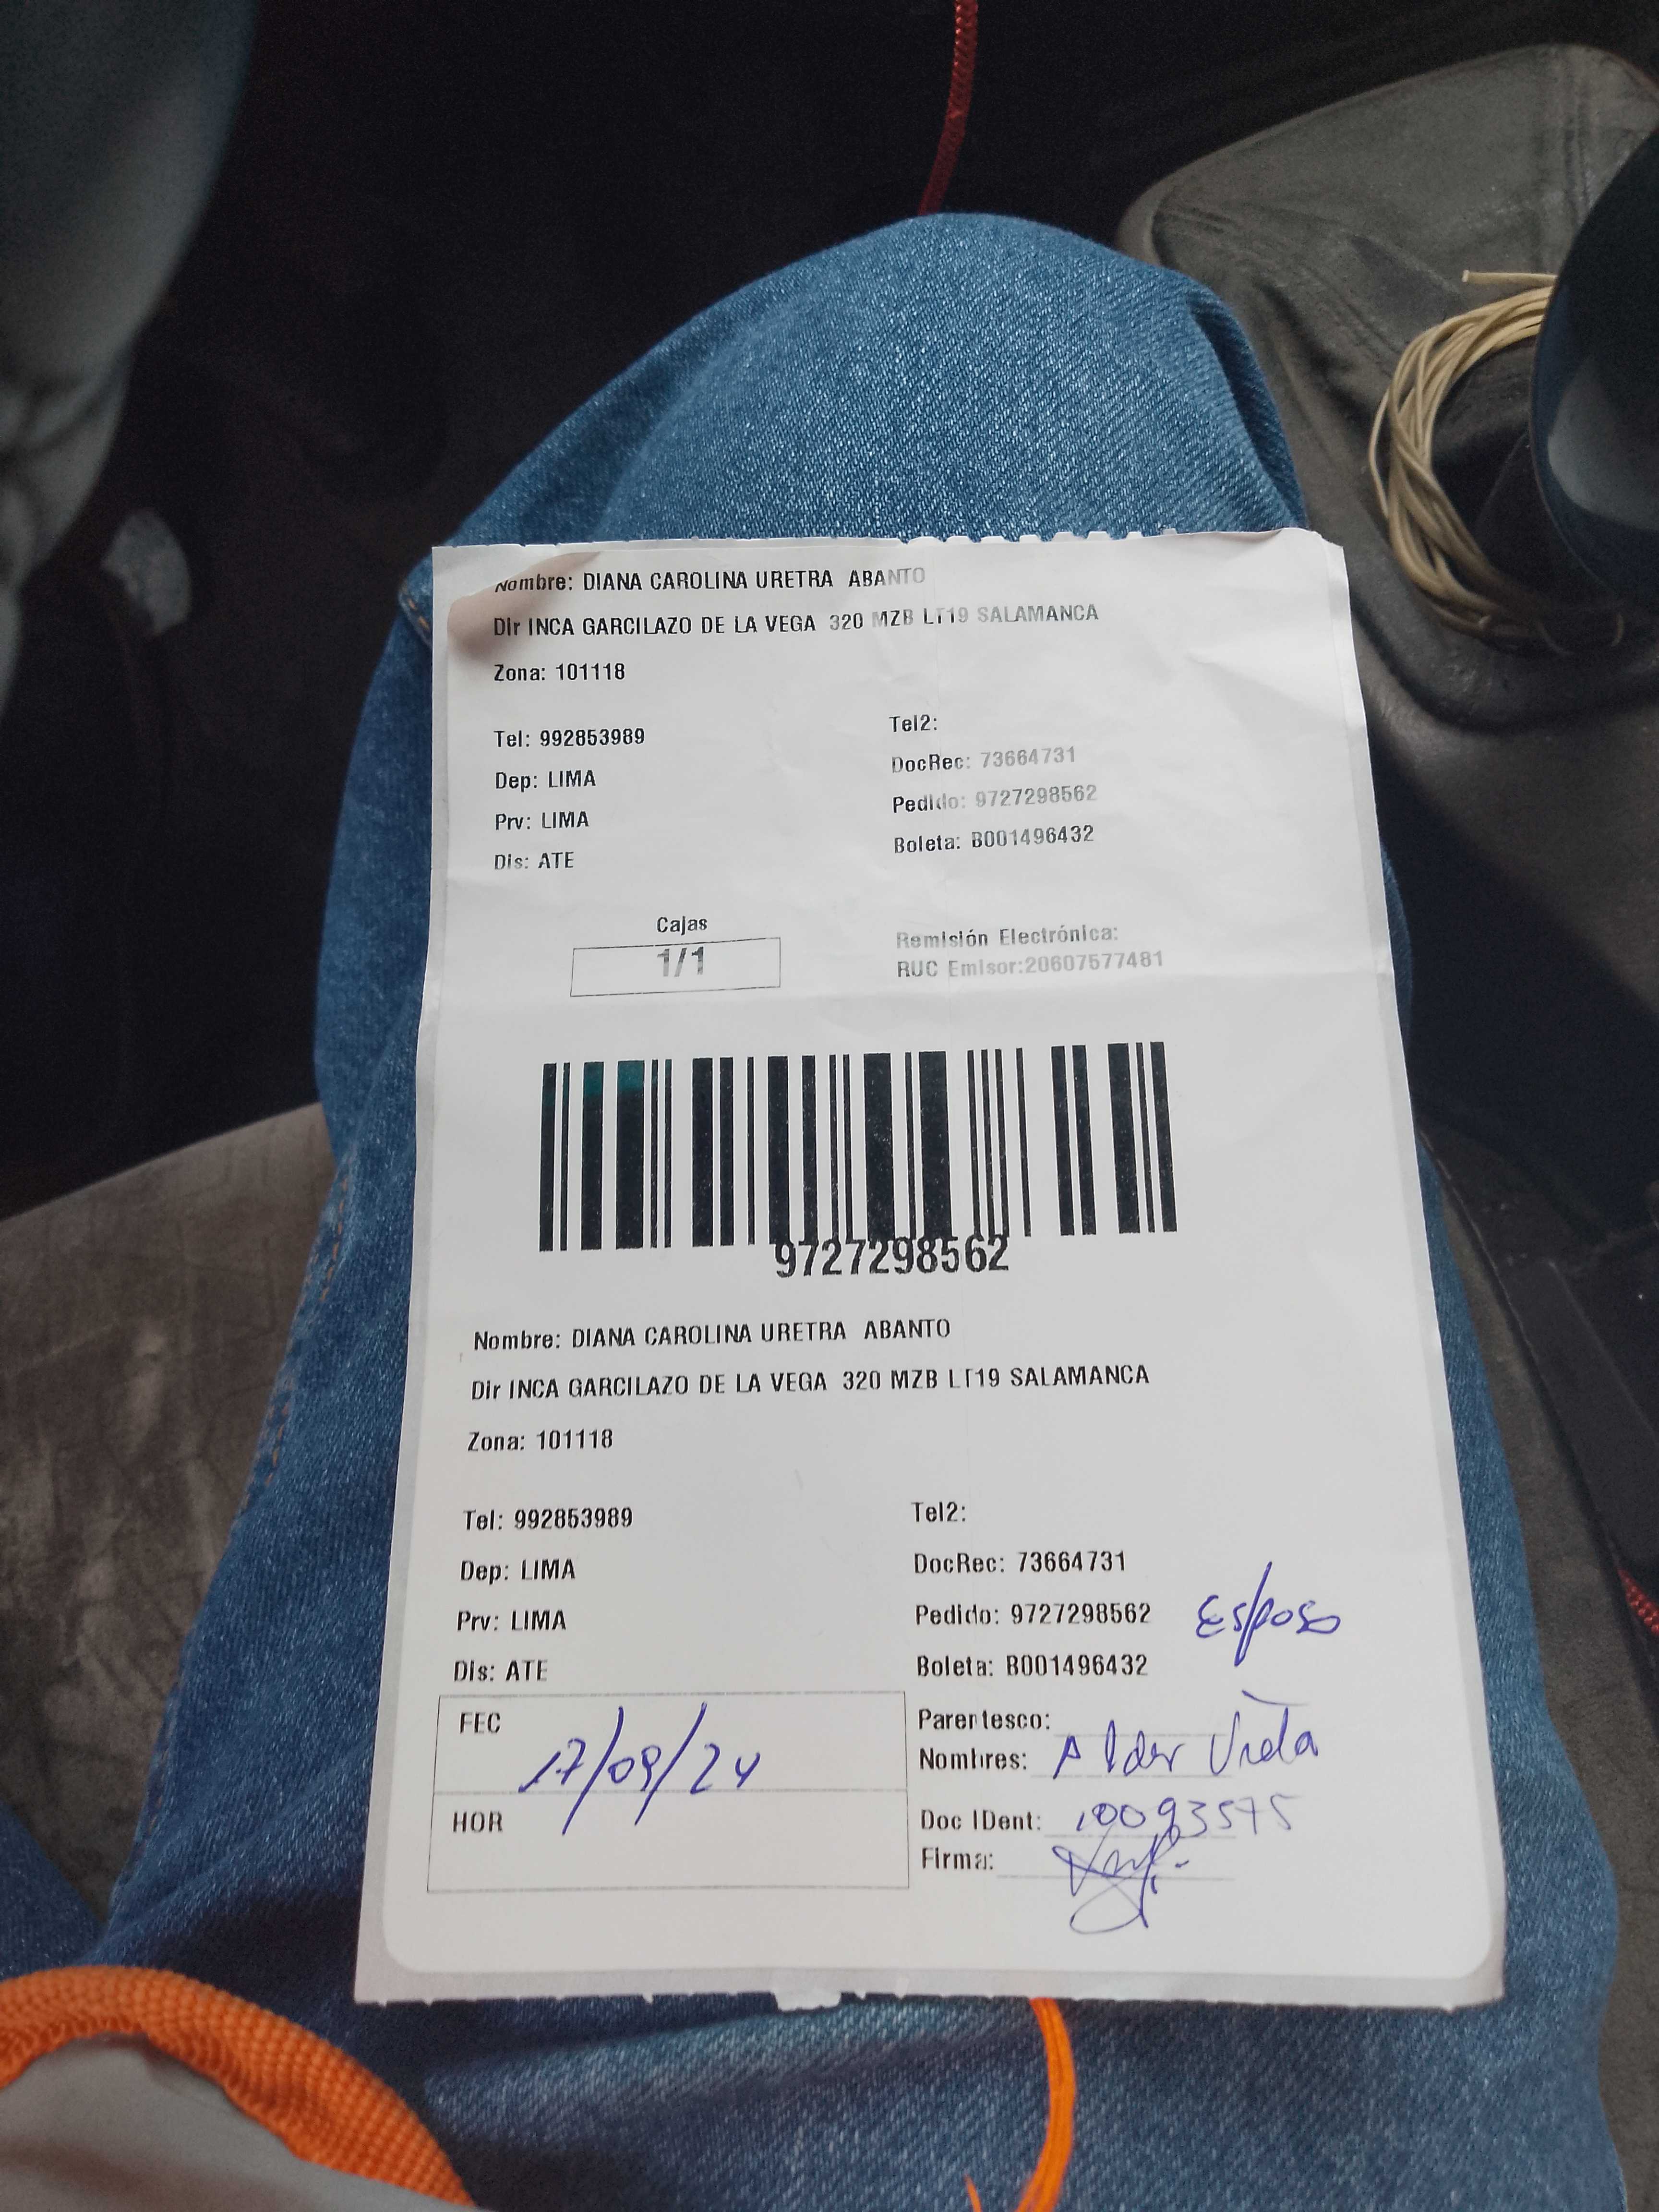 Nombre: DIANA CAROLINA URETRA ABANTO
Dir INCA GARCILAZO DE LA VEGA 320 MZB LT19 SALAMANCA
Zona: 101118
Tel: 992853989
Tel2:
Dep: LIMA
DocRec: 73664731
Prv: LIMA
Pedido: 9727298562
Dis: ATE
Boleta: B001496432
Cajas
1/1
Remisión Electrónica:
RUC Emisor:20607577481
9727298562
Nombre: DIANA CAROLINA URETRA ABANTO
Dir INCA GARCILAZO DE LA VEGA 320 MZB LT19 SALAMANCA
Zona: 101118
Tel: 992853989
Tel2:
Dep: LIMA
DocRec: 73664731
Prv: LIMA
Pedido: 9727298562 Esposo
Dis: ATE
Boleta: B001496432
FEC 17/09/24
Parentesco:
Nombres: Alder
HOR
Doc IDent: 10093575
Firma: